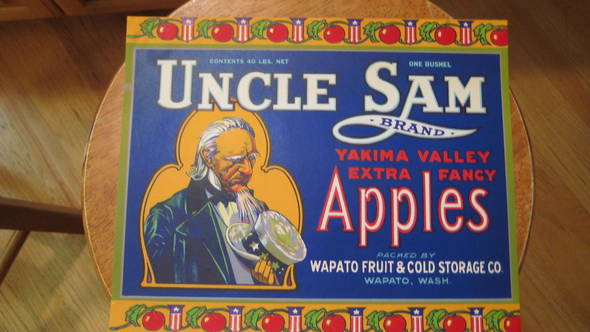 CONTENTS 40 LBS. NET
ONE BUSHEL
UNCLE SAM
BRAND
YAKIMA VALLEY
EXTRA FANCY
Apples
PACKED BY
WAPATO FRUIT & COLD STORAGE CO.
WAPATO, WASH.